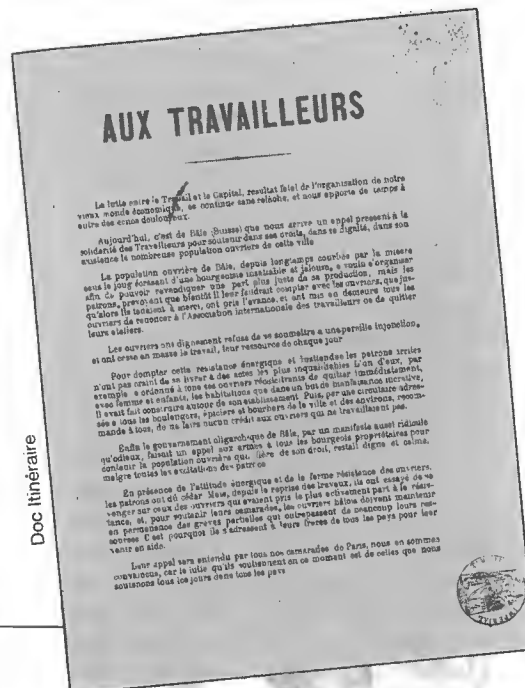 AUX TRAVAILLEURS
La lutte entre le Travail et le Capital, résultat fatal de l'organisation de notre
vieux monde économique, se continue sans relâche, et nous apporte de temps à
autre des échos douloureux.
Aujourd'hui, c'est de Bâle (Suisse) que nous arrive un appel pressant à la
solidarité des Travailleurs pour soutenir dans ses droits, dans sa dignité, dans son
existence la nombreuse population ouvrière de cette ville
La population ouvrière de Bâle, depuis longtemps courbée par la misère
sous le joug écrasant d'une bourgeoisie insatiable et jalouse, a voulu s'organiser
afin de pouvoir revendiquer une part plus juste de sa production, mais les
patrons, prévoyant que bientôt il leur faudrait compter avec les ouvriers, que jus-
qu'alors ils tenaient à merci, ont pris l'avance, et ont mis en demeure tous les
ouvriers de renoncer à l'Association internationale des travailleurs ou de quitter
leurs ateliers.
Les ouvriers ont dignement refusé de se soumettre à une pareille injonction,
et ont cessé en masse le travail, leur ressource de chaque jour
Pour dompter cette résistance énergique et les patrons irrités
n'ont pas craint de se livrer à des actes les plus inqualifiables L'un d'eux, par
exemple a ordonné à tous ses ouvriers de quitter immédiatement,
avec femme et enfants, les habitations que dans un but de bienfaisance lucrative,
il avait fait construire autour de son établissement. Puis, par une circulaire adres-
sée à tous les boulangers, épiciers et bouchers de la ville et des environs, recom-
mande à tous, de ne faire aucun crédit aux ouvriers qui ne travaillent pas.
Enfin le gouvernement oligarchique de Bâle, par un manifeste aussi ridicule
qu'odieux, faisait un appel aux armes à tous les bourgeois propriétaires pour
contenir la population ouvrière qui, fière de son droit, restait digne et calme,
malgré toutes les excitations des patrons
En présence de l'attitude énergique et de la ferme résistance des ouvriers,
les patrons ont dû céder Mais, depuis la reprise des travaux, ils ont essayé de se
venger sur ceux des ouvriers qui avaient pris le plus activement part à la résis-
tance, et, pour soutenir leurs camarades, les ouvriers bâlois doivent maintenir
en permanence des grèves partielles qui outrepassent de beaucoup leurs res-
sources C'est pourquoi ils s'adressent à leurs frères de tous les pays pour leur
venir en aide.
Leur appel sera entendu par tous nos camarades de Paris, nous en sommes
convaincus, car la lutte qu'ils soutiennent en ce moment est de celles que nous
soutenons tous les jours dans tous les pays
Doc Itinéraire